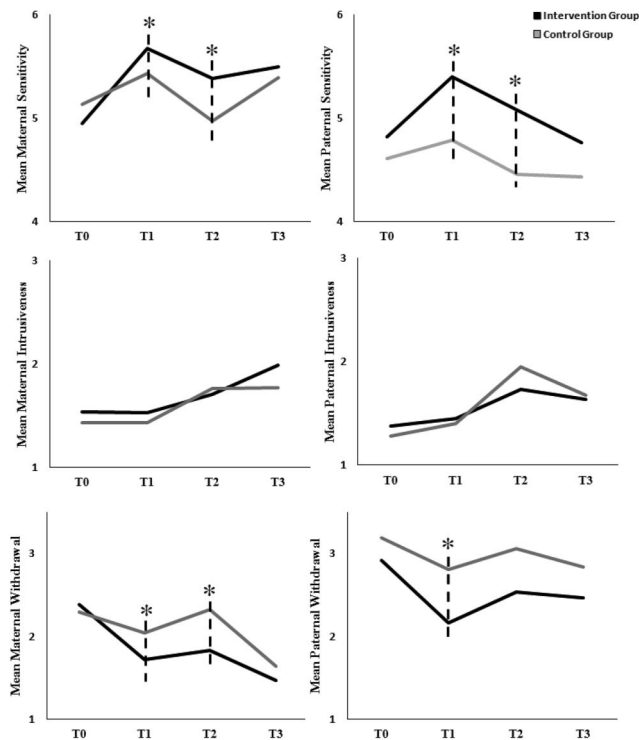 Intervention Group
Control Group
Mean Maternal Sensitivity
6
5
4
*
*
T0 T1 T2 T3
Mean Paternal Sensitivity
6
5
4
*
*
T0 T1 T2 T3
Mean Maternal Intrusiveness
3
2
1
T0 T1 T2 T3
Mean Paternal Intrusiveness
3
2
1
T0 T1 T2 T3
Mean Maternal Withdrawal
3
2
1
*
*
T0 T1 T2 T3
Mean Paternal Withdrawal
3
2
1
*
T0 T1 T2 T3